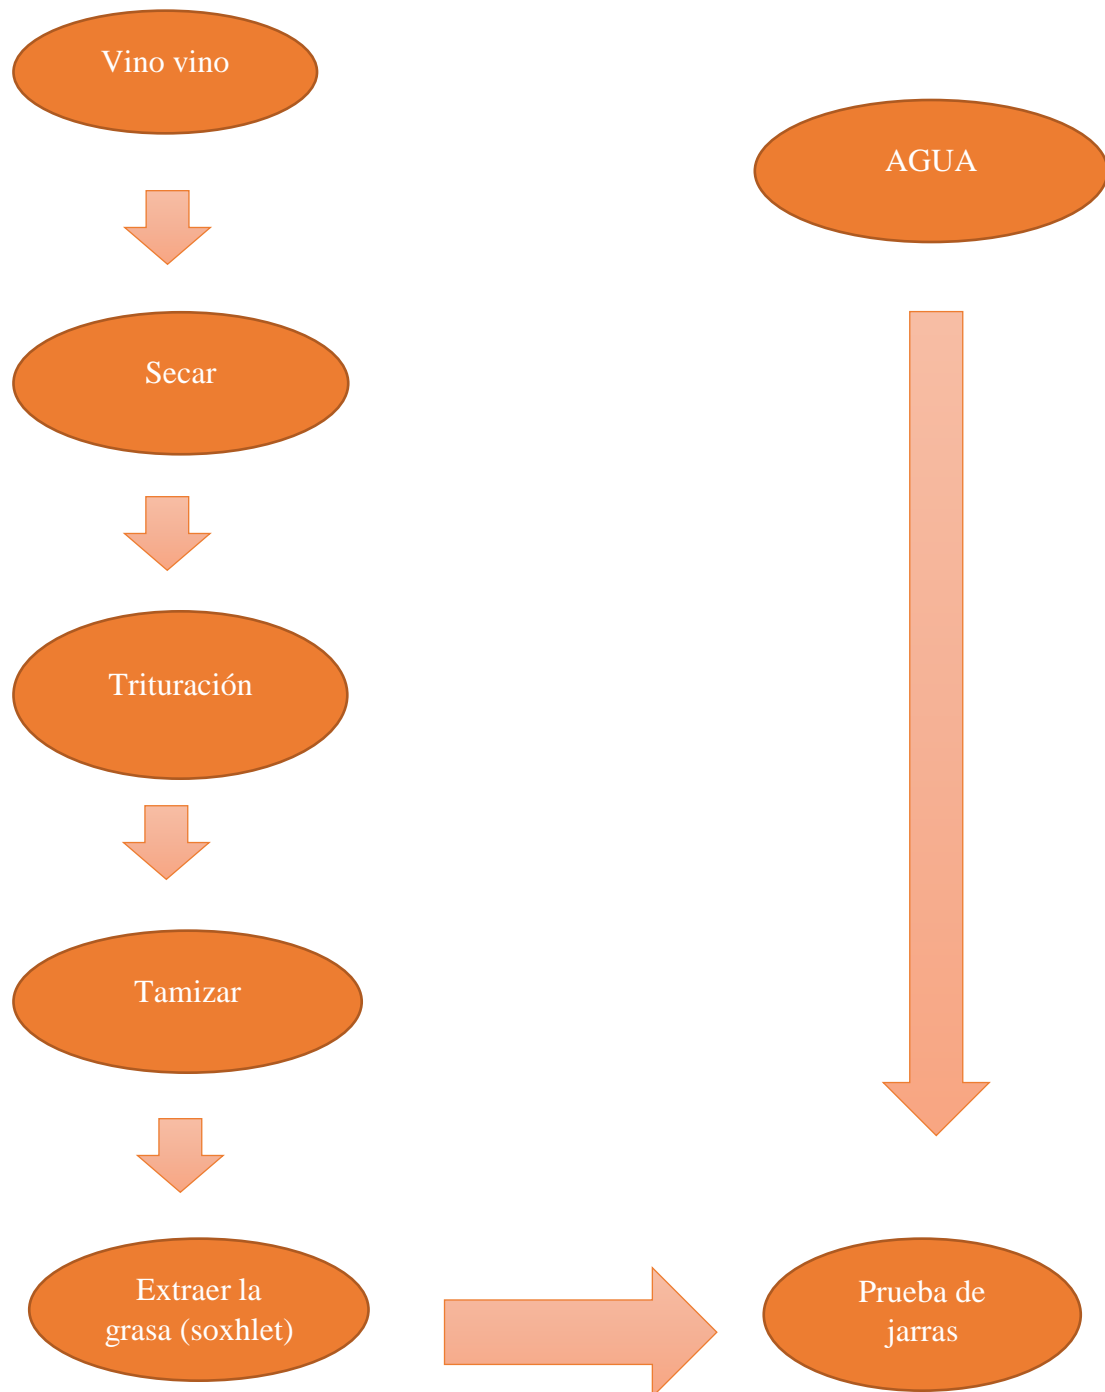 Vino vino
AGUA
Secar
Trituración
Tamizar
Extraer la
grasa (soxhlet)
Prueba de
jarras